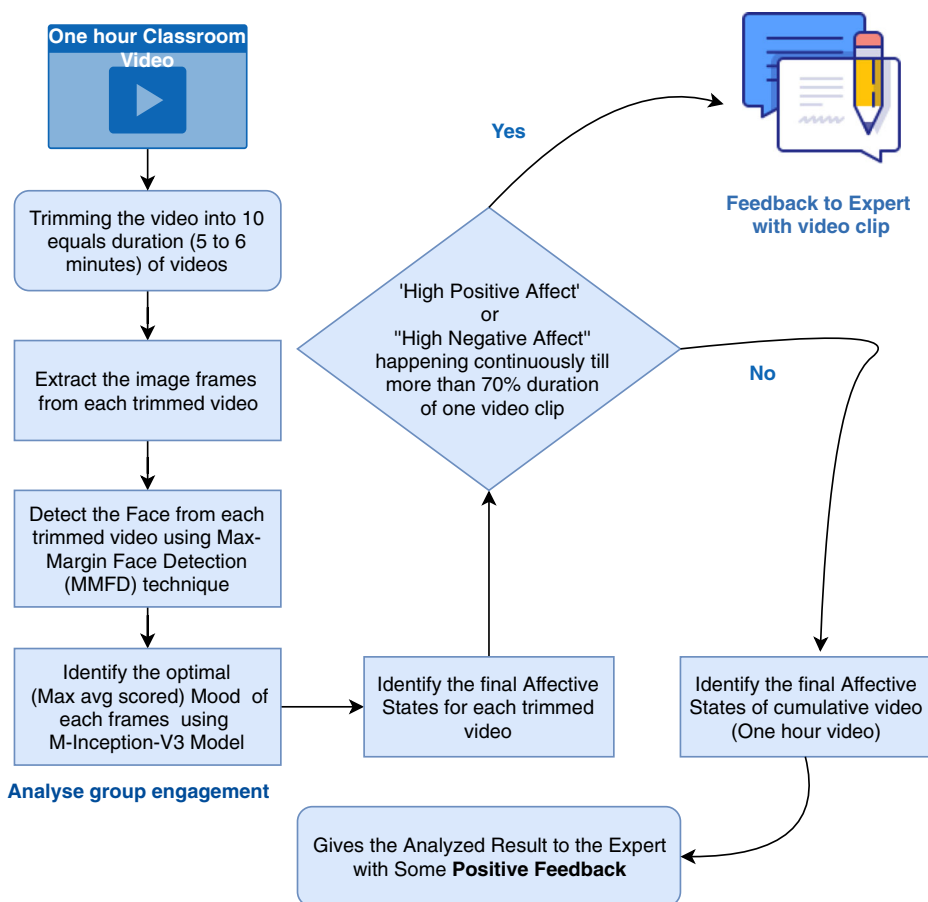 One hour Classroom
Video
Trimming the video into 10
equals duration (5 to 6
minutes) of videos
Extract the image frames
from each trimmed video
Detect the Face from each
trimmed video using Max-
Margin Face Detection
(MMFD) technique
Identify the optimal
(Max avg scored) Mood of
each frames using
M-Inception-V3 Model
Analyse group engagement
Identify the final Affective
States for each trimmed
video
'High Positive Affect'
or
"High Negative Affect"
happening continuously till
more than 70% duration
of one video clip
Yes
Feedback to Expert
with video clip
No
Identify the final Affective
States of cumulative video
(One hour video)
Gives the Analyzed Result to the Expert
with Some Positive Feedback